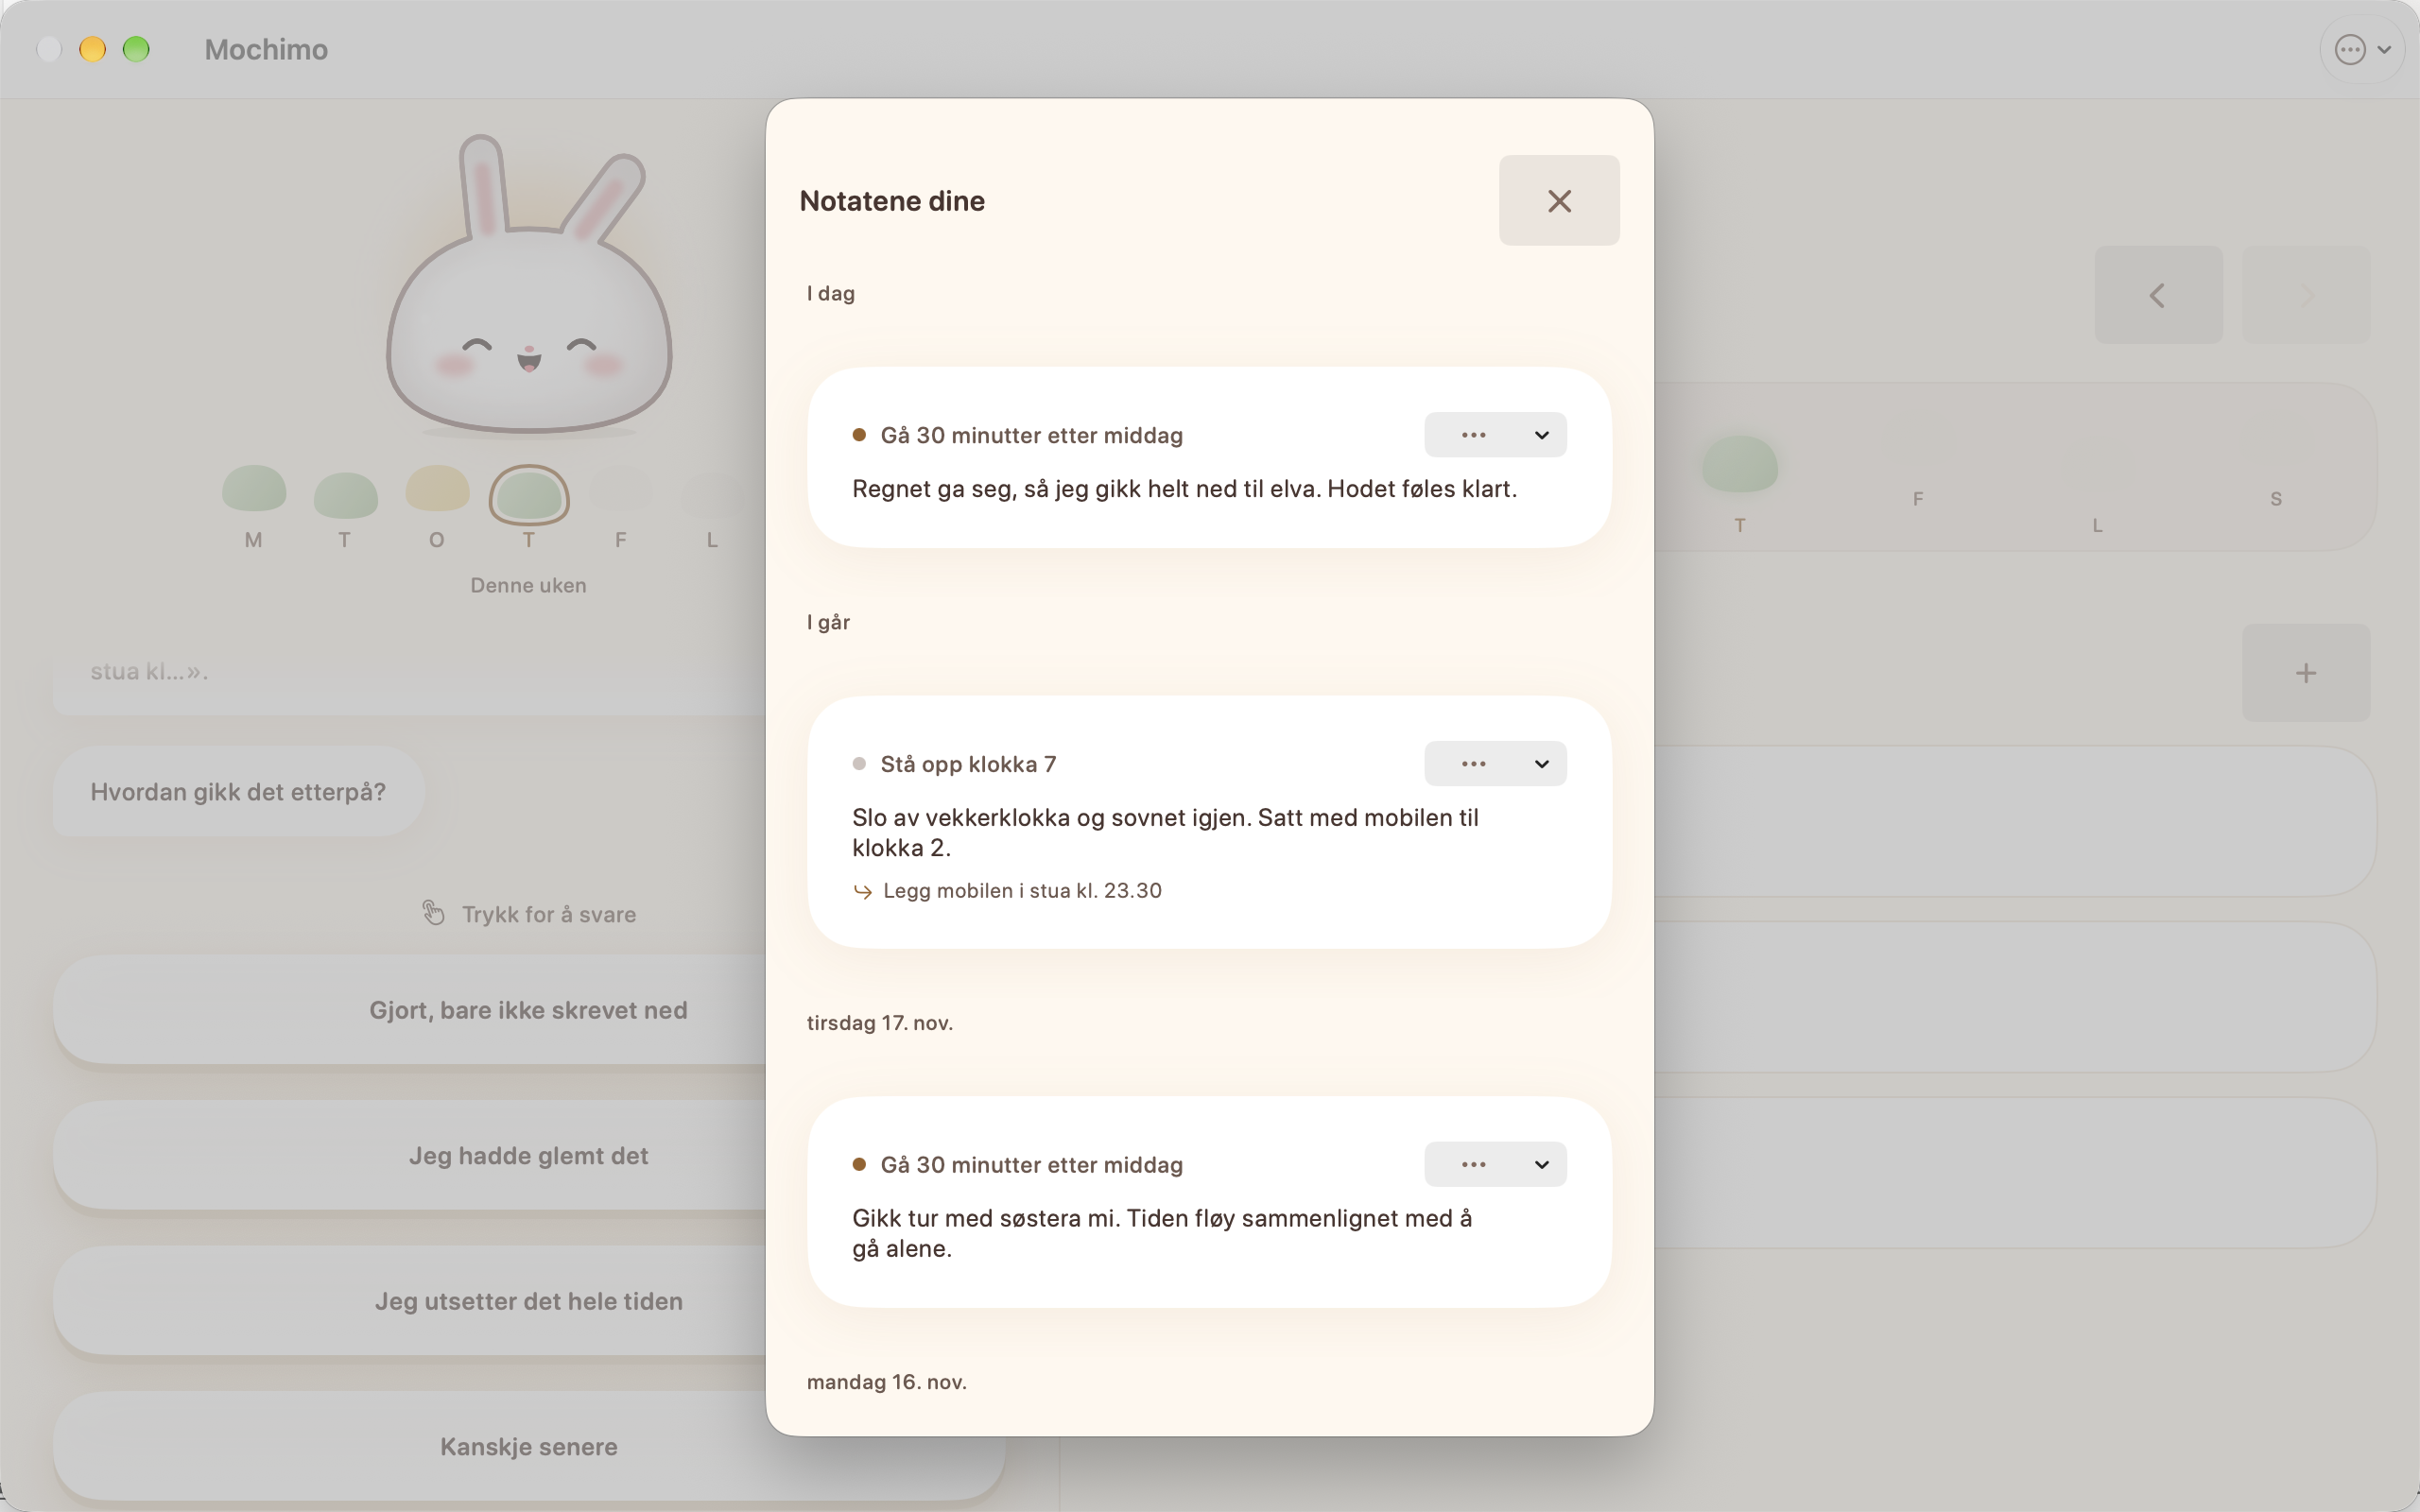 Mochimo
M T O T F L
Denne uken
stua kl...».
Hvordan gikk det etterpå?
Trykk for å svare
Gjort, bare ikke skrevet ned
Jeg hadde glemt det
Jeg utsetter det hele tiden
Kanskje senere
Notatene dine
I dag
Gå 30 minutter etter middag
Regnet ga seg, så jeg gikk helt ned til elva. Hodet føles klart.
I går
Stå opp klokka 7
Slo av vekkerklokka og sovnet igjen. Satt med mobilen til
klokka 2.
Legg mobilen i stua kl. 23.30
tirsdag 17. nov.
Gå 30 minutter etter middag
Gikk tur med søstera mi. Tiden fløy sammenlignet med å
gå alene.
mandag 16. nov.
T F L S